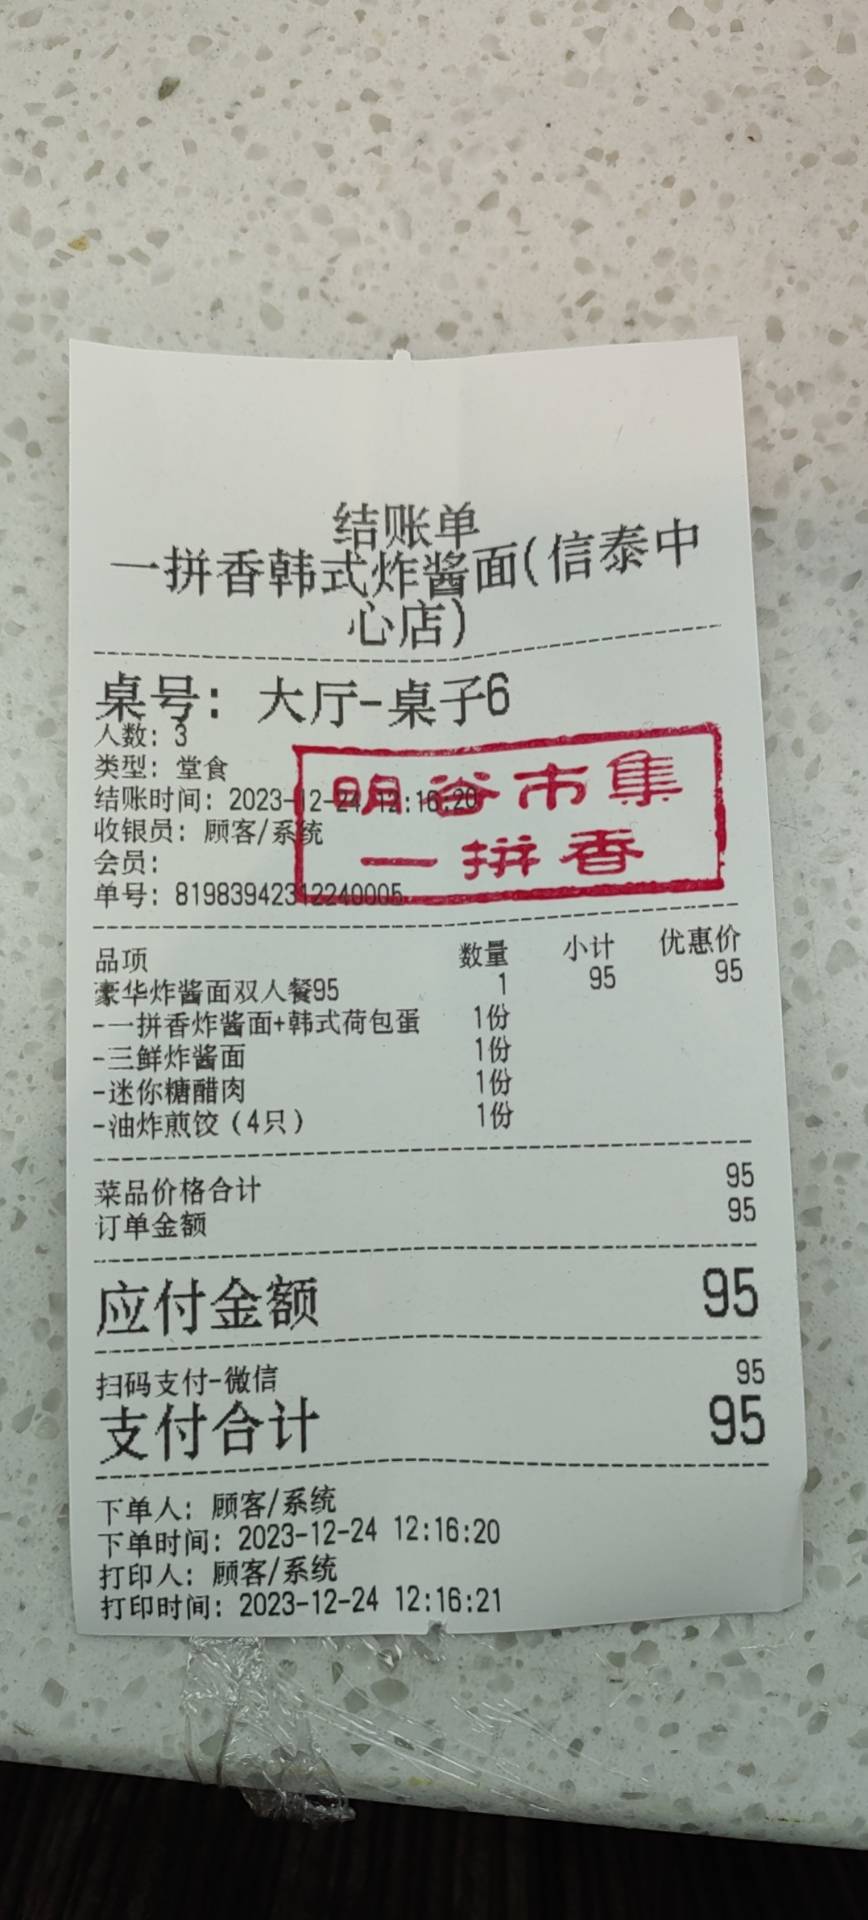 结账单
一拼香韩式炸酱面(信泰中
心店)
桌号: 大厅-桌子6
人数: 3
类型: 堂食
结账时间: 2023-12-24 12:16:20
收银员: 顾客/系统
会员:
单号: 81983942312240005
明谷市集
一拼香
品项 数量 小计 优惠价
豪华炸酱面双人餐95 1 95 95
-一拼香炸酱面+韩式荷包蛋 1份
-三鲜炸酱面 1份
-迷你糖醋肉 1份
-油炸煎饺(4只) 1份
菜品价格合计 95
订单金额 95
应付金额 95
扫码支付-微信 95
支付合计 95
下单人: 顾客/系统
下单时间: 2023-12-24 12:16:20
打印人: 顾客/系统
打印时间: 2023-12-24 12:16:21